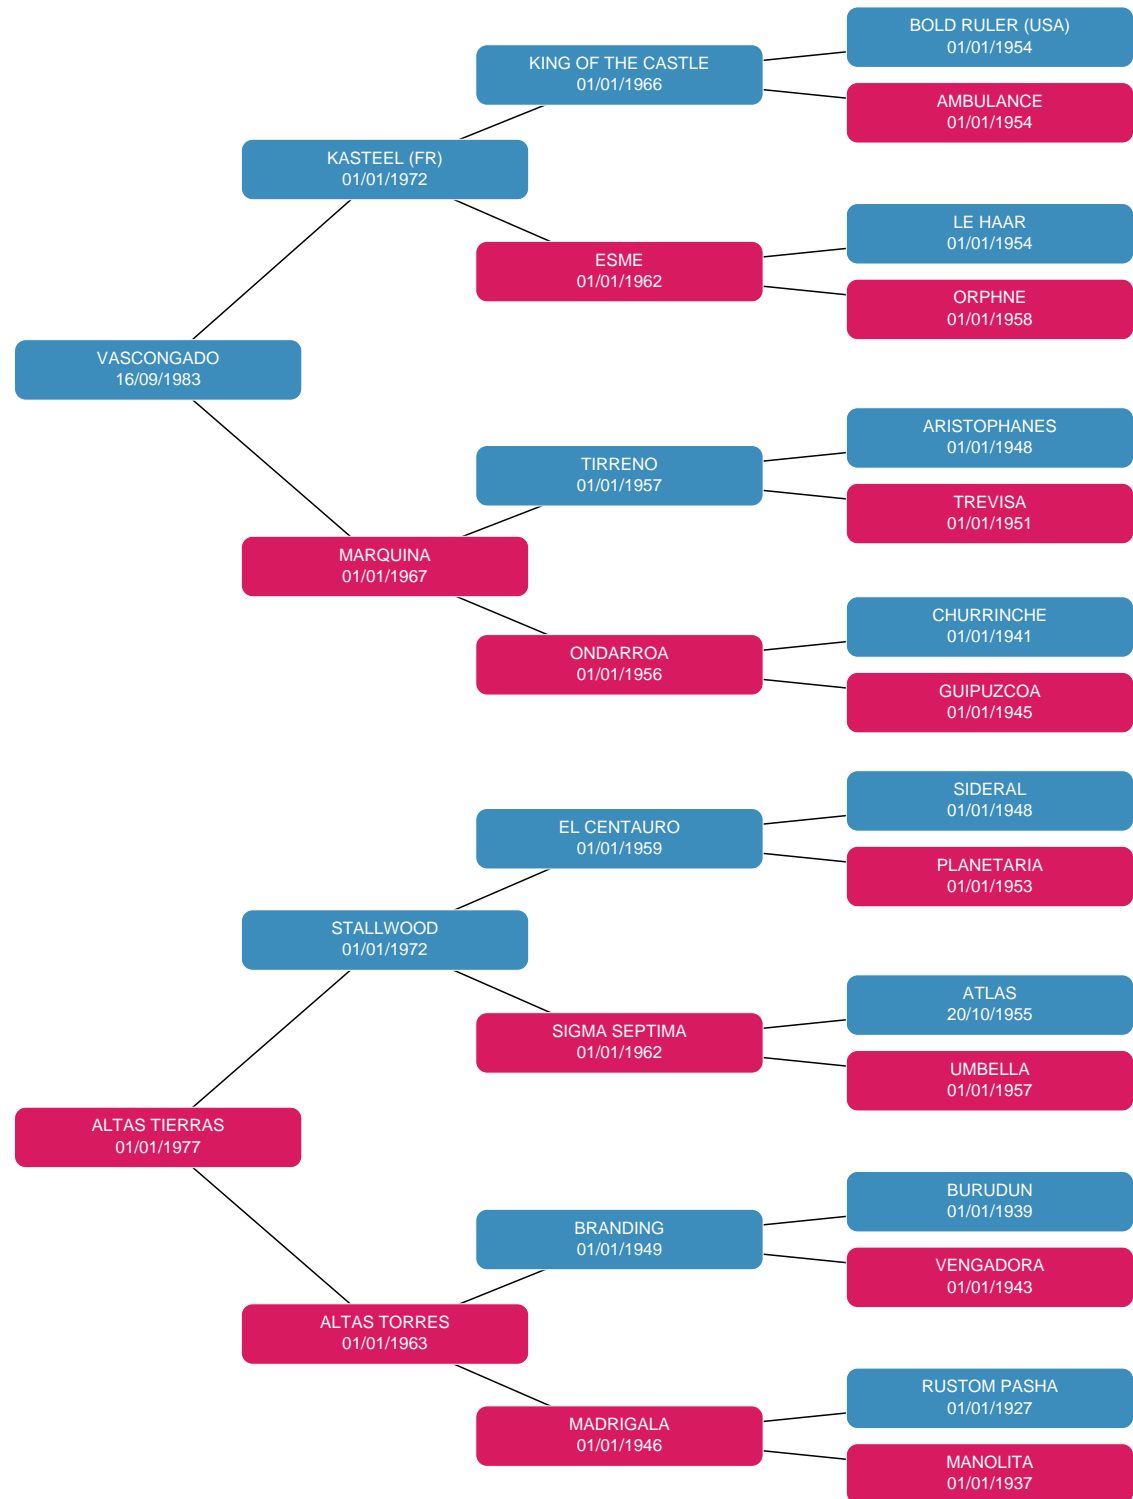 BOLD RULER (USA)
01/01/1954
KING OF THE CASTLE
01/01/1966
AMBULANCE
01/01/1954
KASTEEL (FR)
01/01/1972
LE HAAR
01/01/1954
ESME
01/01/1962
ORPHNE
01/01/1958
VASCONGADO
16/09/1983
ARISTOPHANES
01/01/1948
TIRRENO
01/01/1957
TREVISA
01/01/1951
MARQUINA
01/01/1967
CHURRINCHE
01/01/1941
ONDARROA
01/01/1956
GUIPUZCOA
01/01/1945
SIDERAL
01/01/1948
EL CENTAURO
01/01/1959
PLANETARIA
01/01/1953
STALLWOOD
01/01/1972
ATLAS
20/10/1955
SIGMA SEPTIMA
01/01/1962
UMBELLA
01/01/1957
ALTAS TIERRAS
01/01/1977
BURUDUN
01/01/1939
BRANDING
01/01/1949
VENGADORA
01/01/1943
ALTAS TORRES
01/01/1963
RUSTOM PASHA
01/01/1927
MADRIGALA
01/01/1946
MANOLITA
01/01/1937